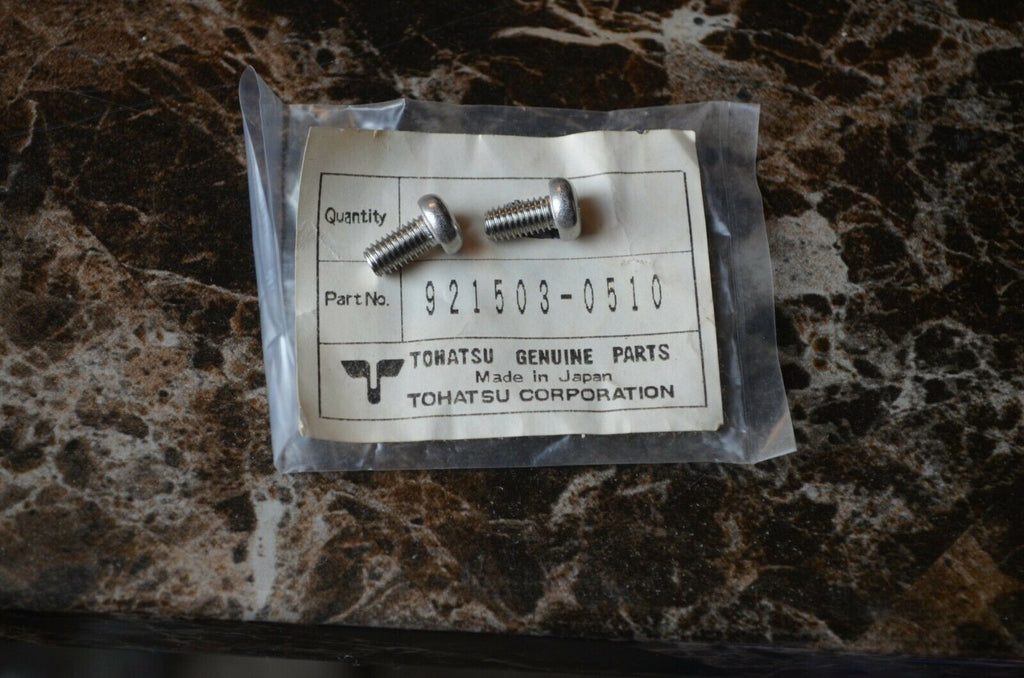 Quantity
Part No. 921503-0510
TOHATSU GENUINE PARTS
Made in Japan
TOHATSU CORPORATION